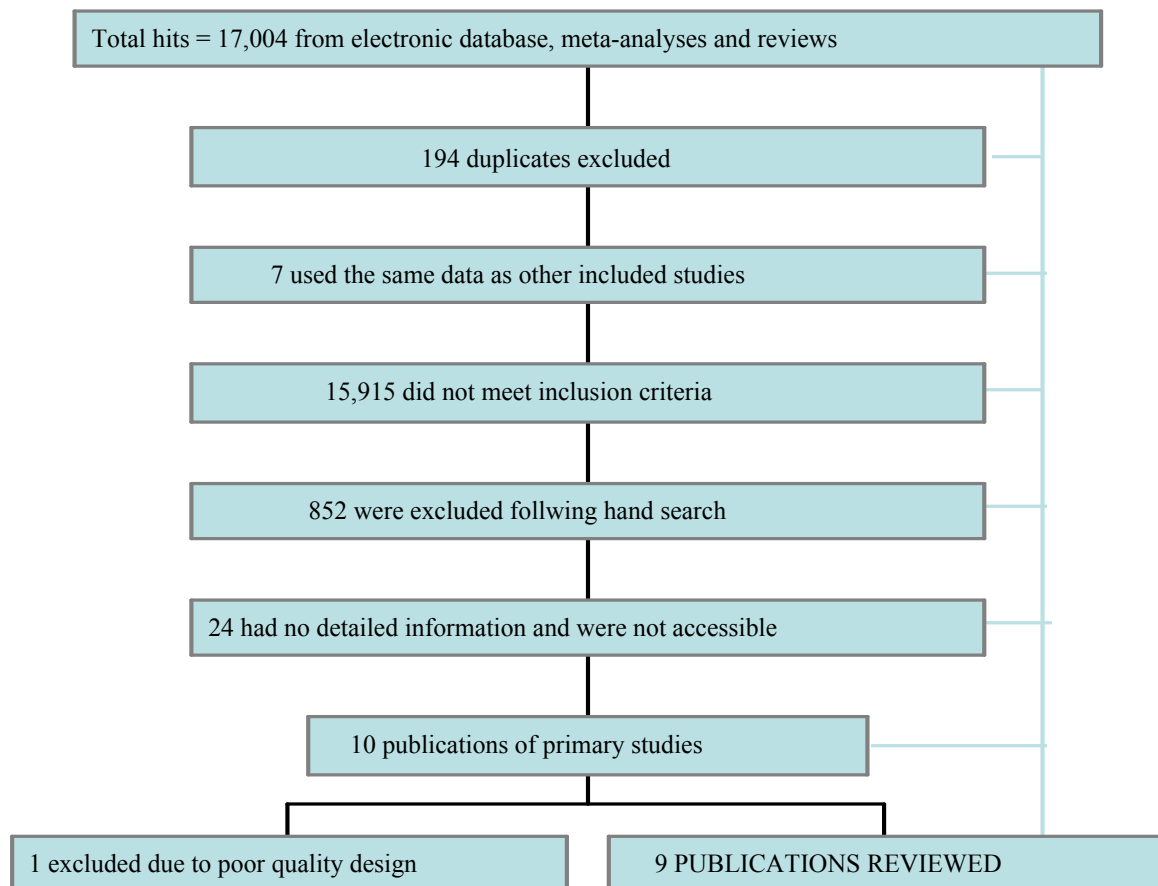 Total hits = 17,004 from electronic database, meta-analyses and reviews
194 duplicates excluded
7 used the same data as other included studies
15,915 did not meet inclusion criteria
852 were excluded follwing hand search
24 had no detailed information and were not accessible
10 publications of primary studies
1 excluded due to poor quality design
9 PUBLICATIONS REVIEWED